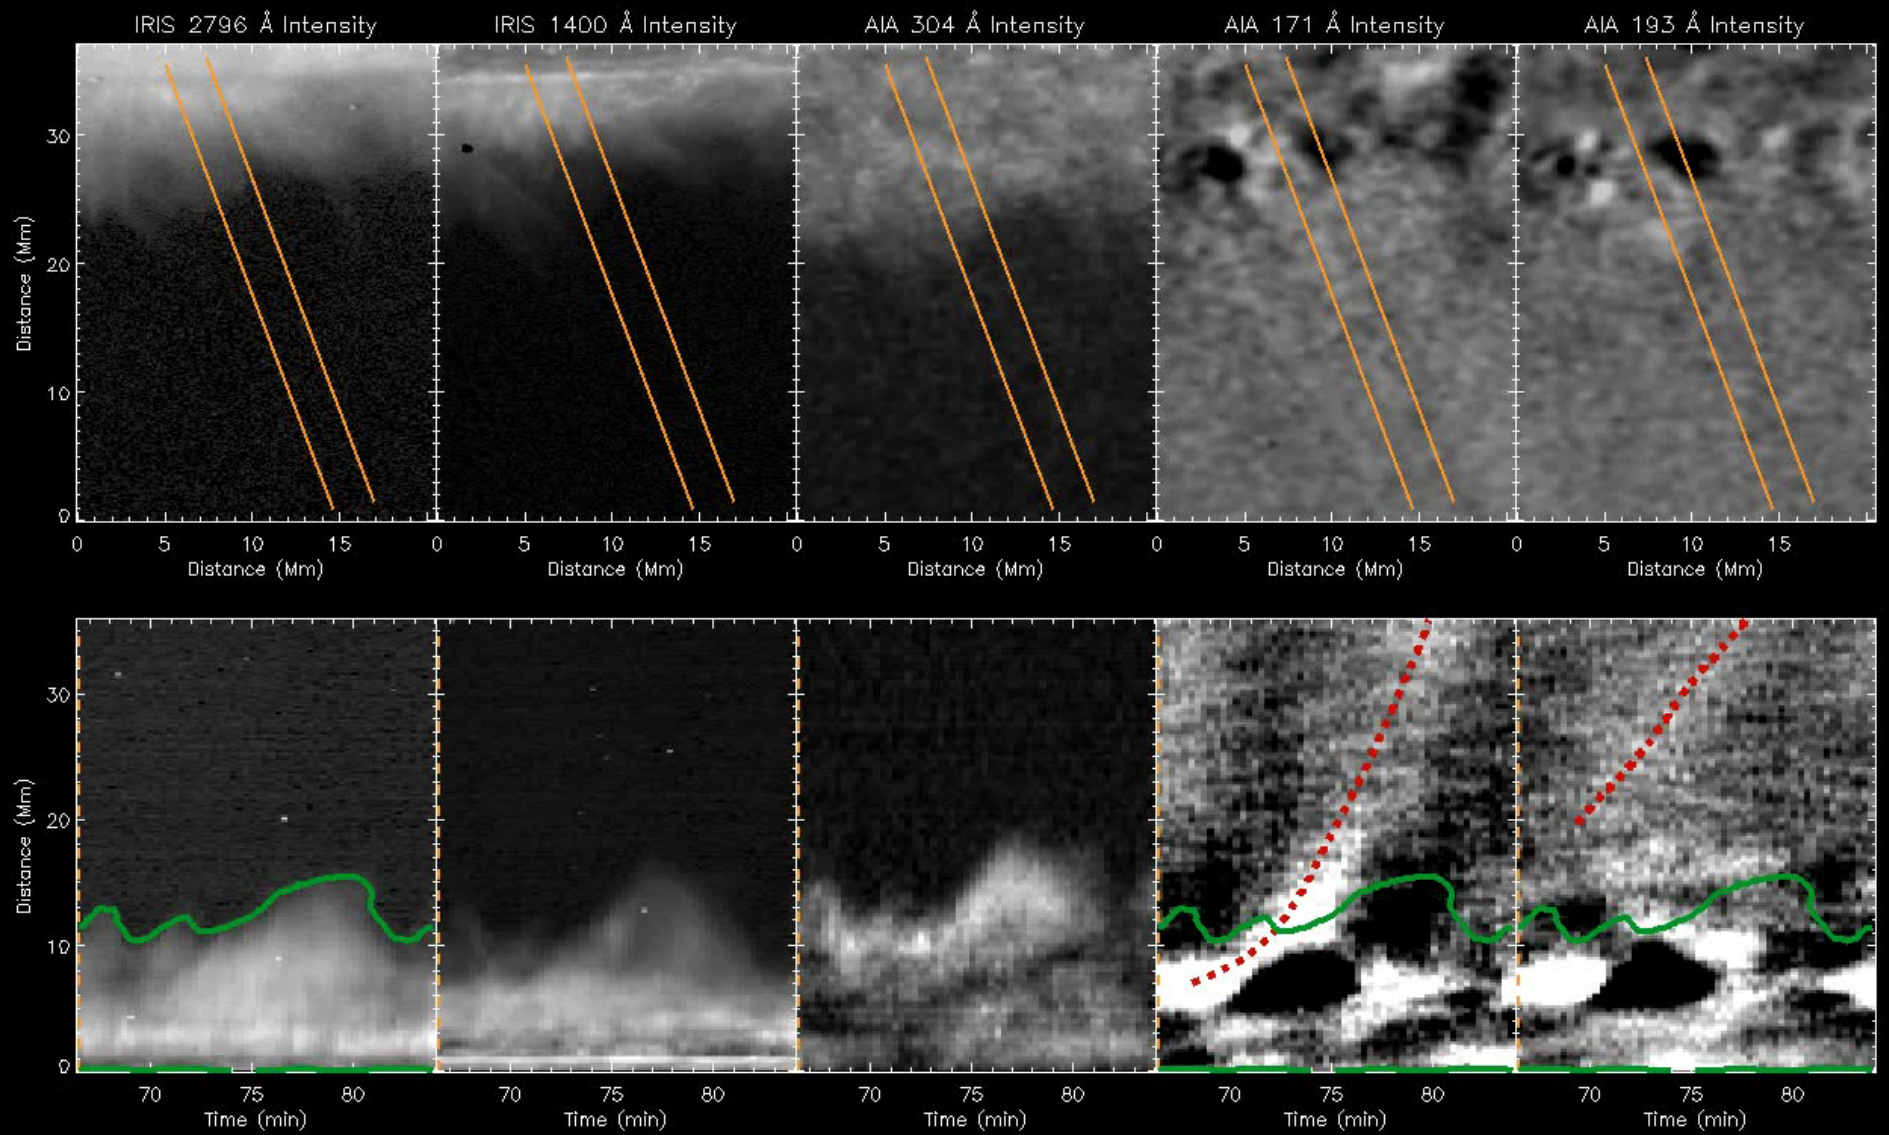 IRIS 2796 Å Intensity IRIS 1400 Å Intensity AIA 304 Å Intensity AIA 171 Å Intensity AIA 193 Å Intensity
30
20
10
0
Distance (Mm)
0 5 10 15 0 5 10 15 0 5 10 15 0 5 10 15 0 5 10 15
Distance (Mm) Distance (Mm) Distance (Mm) Distance (Mm) Distance (Mm)
30
20
10
0
Distance (Mm)
70 75 80 70 75 80 70 75 80 70 75 80 70 75 80
Time (min) Time (min) Time (min) Time (min) Time (min)